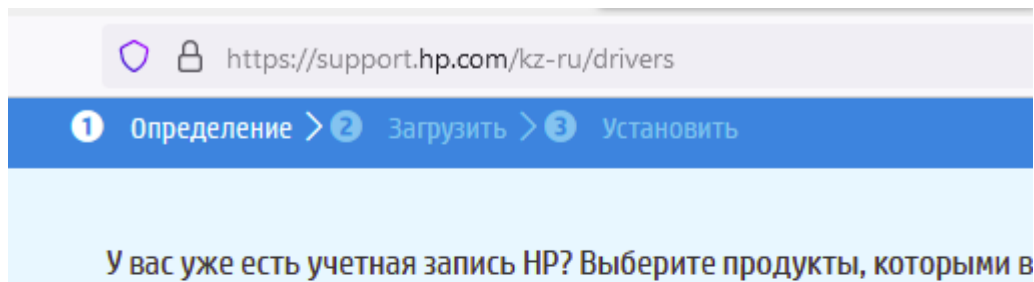 https://support.hp.com/kz-ru/drivers
1 Определение > 2 Загрузить > 3 Установить
У вас уже есть учетная запись HP? Выберите продукты, которыми